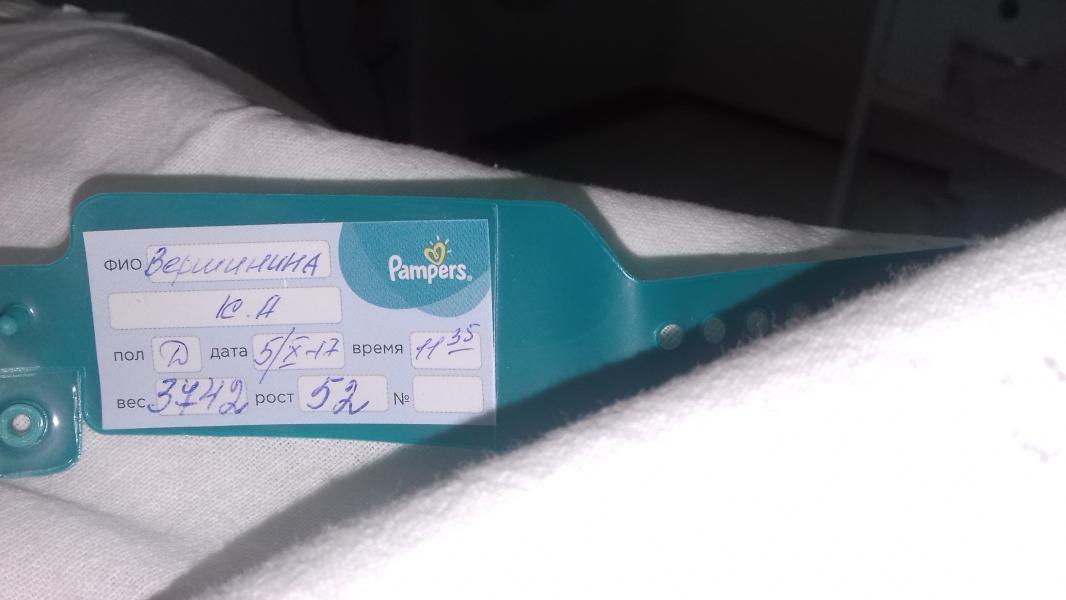 ФИО Вершинина
Pampers®
К.А
пол Д дата 5/X-17 время 11 35
вес 3742 рост 52 №